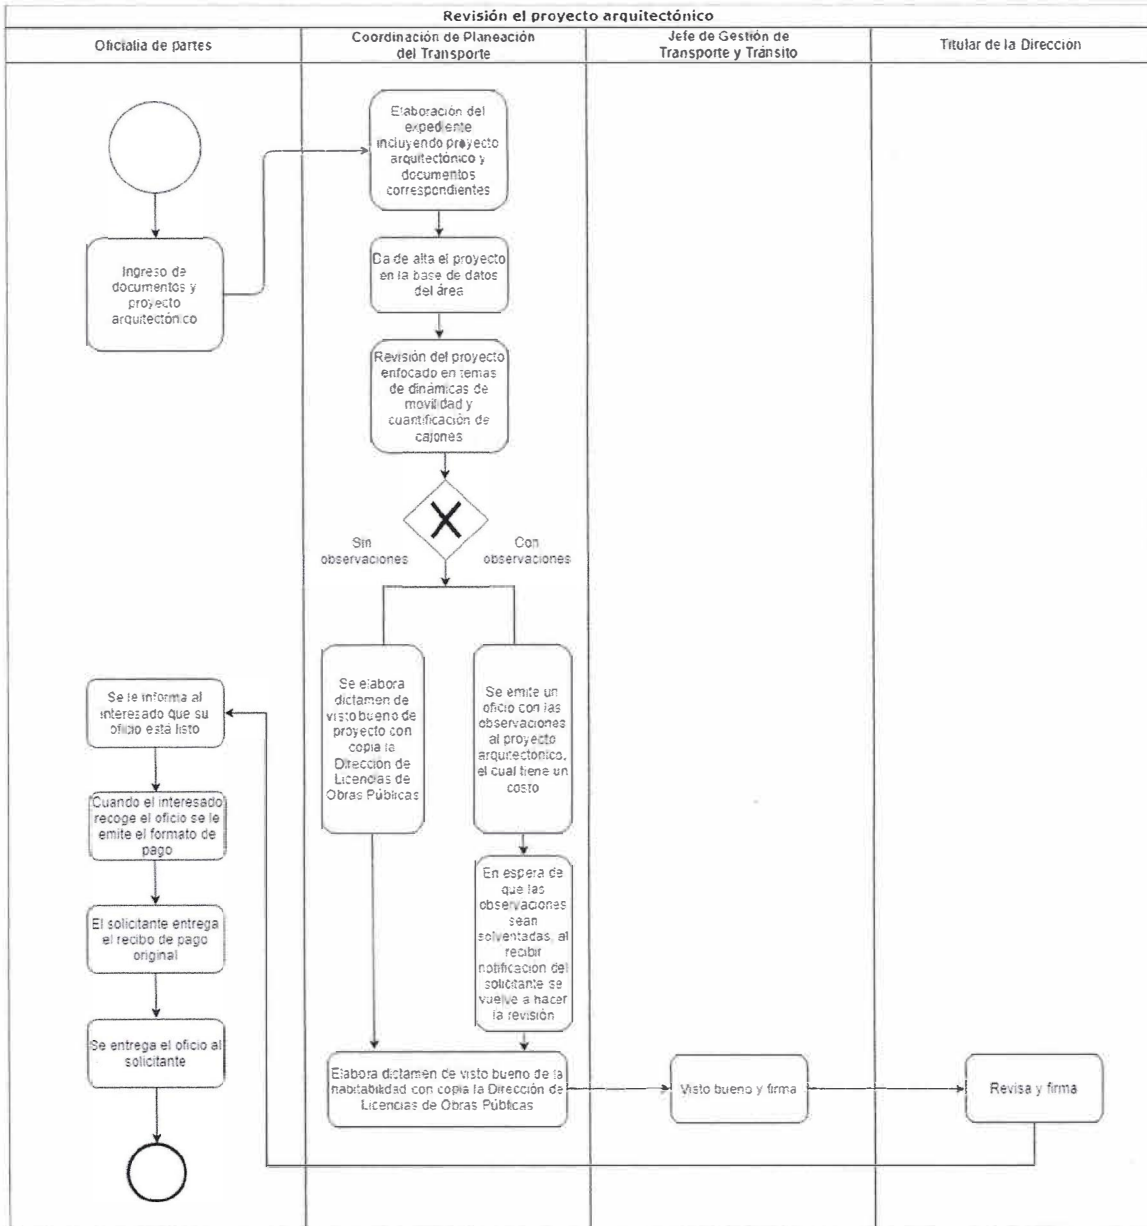 Revisión el proyecto arquitectónico
Oficialia de partes
Coordinación de Planeación
del Transporte
Jefe de Gestión de
Transporte y Tránsito
Titular de la Dirección
Ingreso de
documentos y
proyecto
arquitectónico
Elaboración del
expediente
incluyendo proyecto
arquitectónico y
documentos
correspondientes
Da de alta el proyecto
en la base de datos
del área
Revisión del proyecto
enfocado en temas
de dinámicas de
movilidad y
cuantificación de
cajones
Sin
observaciones
Con
observaciones
Se elabora
dictamen de
visto bueno de
proyecto con
copia la
Dirección de
Licencias de
Obras Públicas
Se emite un
oficio con las
observaciones
al proyecto
arquitectónico,
el cual tiene un
costo
En espera de
que las
observaciones
sean
solventadas, al
recibir
notificación del
solicitante se
vuelve a hacer
la revisión
Elabora dictamen de visto bueno de la
habitabilidad con copia la Dirección de
Licencias de Obras Públicas
Visto bueno y firma
Revisa y firma
Se le informa al
interesado que su
oficio está listo
Cuando el interesado
recoge el oficio se le
emite el formato de
pago
El solicitante entrega
el recibo de pago
original
Se entrega el oficio al
solicitante